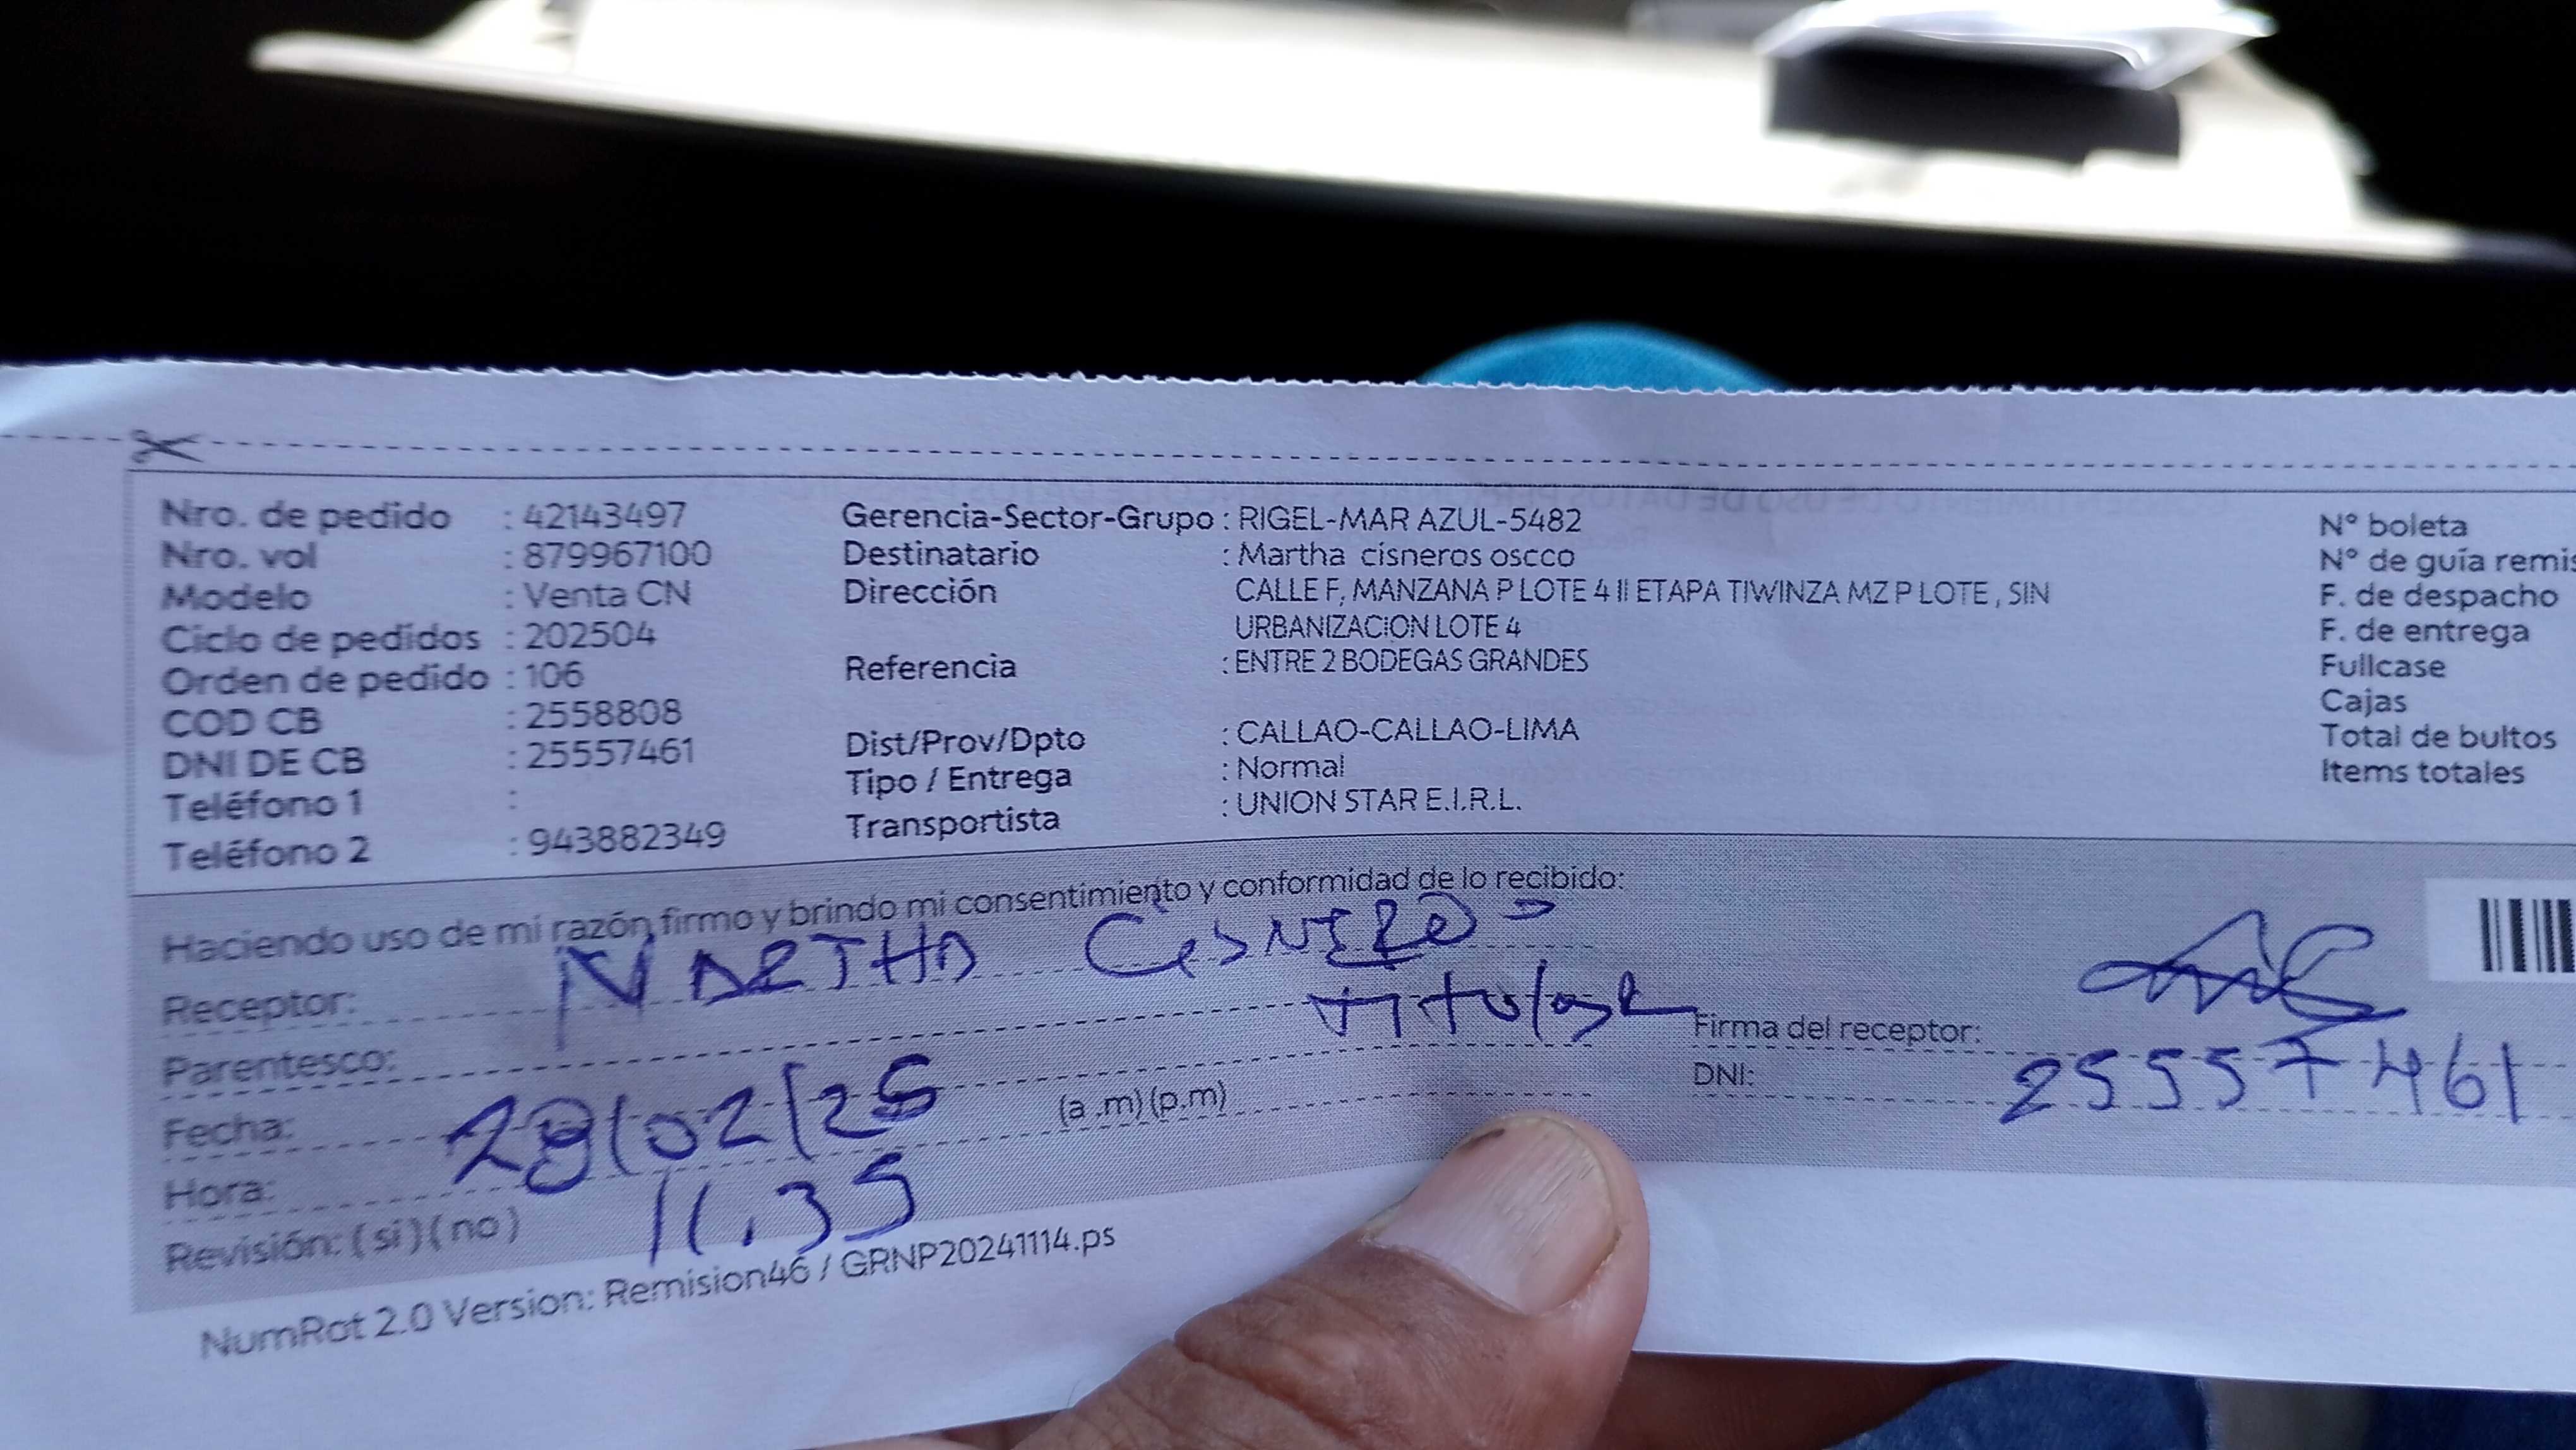 Nro. de pedido : 42143497
Nro. vol : 879967100
Modelo : Venta CN
Ciclo de pedidos : 202504
Orden de pedido : 106
COD CB : 2558808
DNI DE CB : 25557461
Teléfono 1 :
Teléfono 2 : 943882349
Gerencia-Sector-Grupo : RIGEL-MAR AZUL-5482
Destinatario : Martha cisneros oscco
Dirección CALLE F, MANZANA P LOTE 4 II ETAPA TIWINZA MZ P LOTE , SIN
URBANIZACION LOTE 4
Referencia : ENTRE 2 BODEGAS GRANDES
Dist/Prov/Dpto : CALLAO-CALLAO-LIMA
Tipo / Entrega : Normal
Transportista : UNION STAR E.I.R.L.
N° boleta
N° de guía remis
F. de despacho
F. de entrega
Fullcase
Cajas
Total de bultos
Items totales
Haciendo uso de mi razón firmo y brindo mi consentimiento y conformidad de lo recibido:
Receptor: MARTHA CisNEROS
Parentesco: titular
Fecha: 28/02/25
Hora: 11.35 (a .m) (p.m)
Revisión: ( si ) ( no )
Firma del receptor:
DNI: 25557461
NumRot 2.0 Version: Remision46 / GRNP20241114.ps